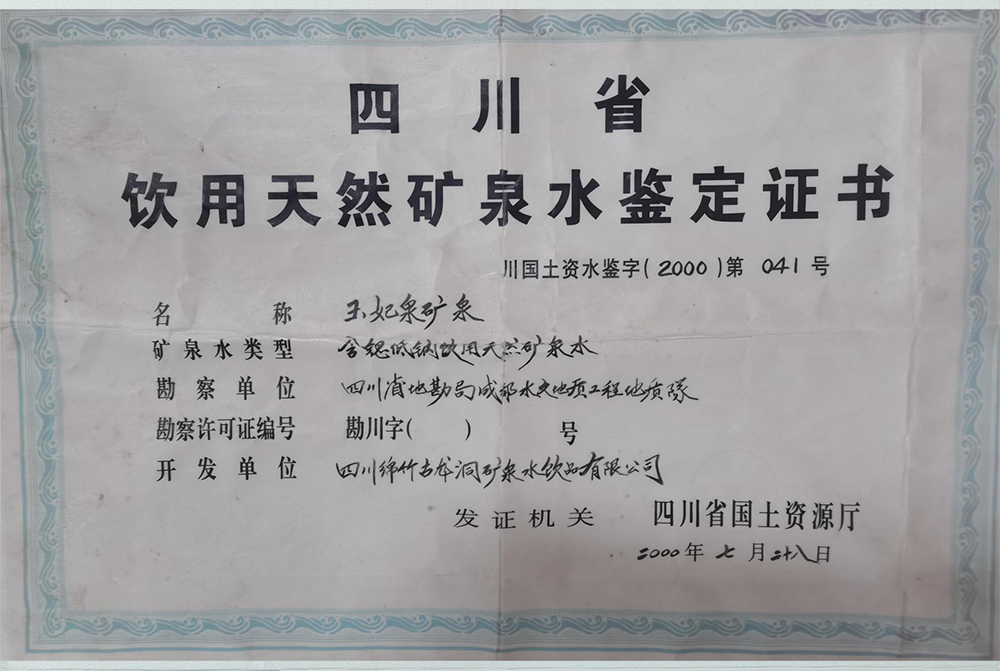 四川省
饮用天然矿泉水鉴定证书
川国土资水鉴字(2000)第 041 号
名称 玉妃泉矿泉
矿泉水类型 含锶低钠饮用天然矿泉水
勘察单位 四川省地勘局成都水文地质工程地质队
勘察许可证编号 勘川字( ) 号
开发单位 四川绵竹古龙洞矿泉水饮品有限公司
发证机关 四川省国土资源厅
2000年七月二十八日